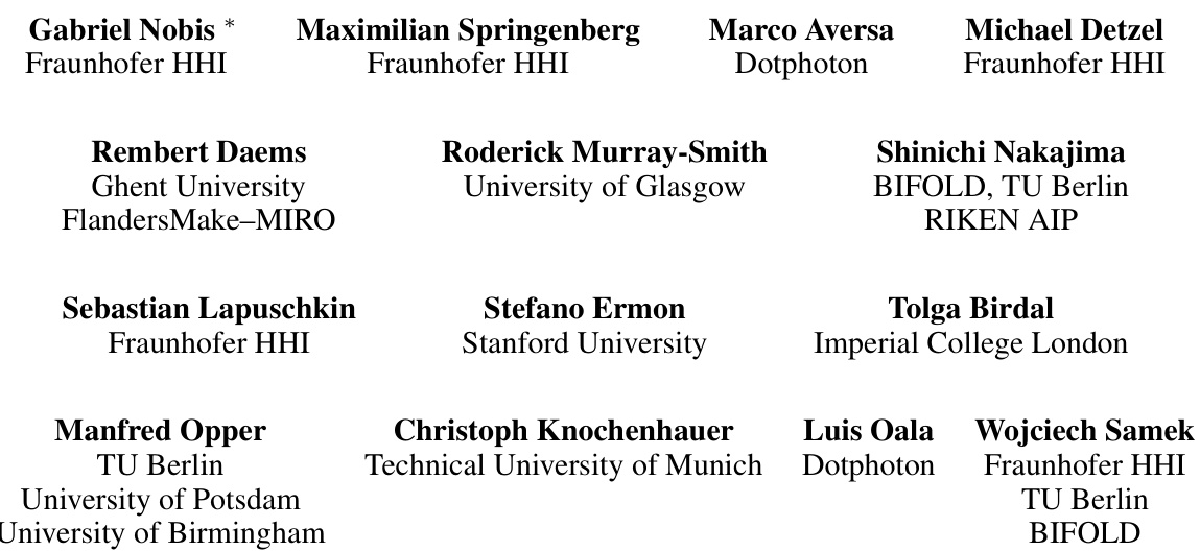 Gabriel Nobis * Maximilian Springenberg Marco Aversa Michael Detzel
Fraunhofer HHI Fraunhofer HHI Dotphoton Fraunhofer HHI
Rembert Daems Roderick Murray-Smith Shinichi Nakajima
Ghent University University of Glasgow BIFOLD, TU Berlin
FlandersMake–MIRO RIKEN AIP
Sebastian Lapuschkin Stefano Ermon Tolga Birdal
Fraunhofer HHI Stanford University Imperial College London
Manfred Opper Christoph Knochenhauer Luis Oala Wojciech Samek
TU Berlin Technical University of Munich Dotphoton Fraunhofer HHI
University of Potsdam TU Berlin
University of Birmingham BIFOLD